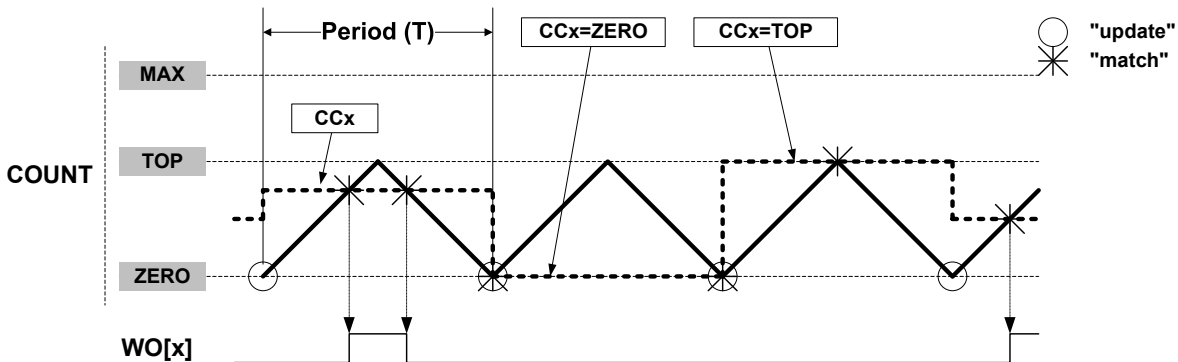 Period (T)
CCx=ZERO
CCx=TOP
"update"
"match"
MAX
CCx
TOP
COUNT
ZERO
WO[x]